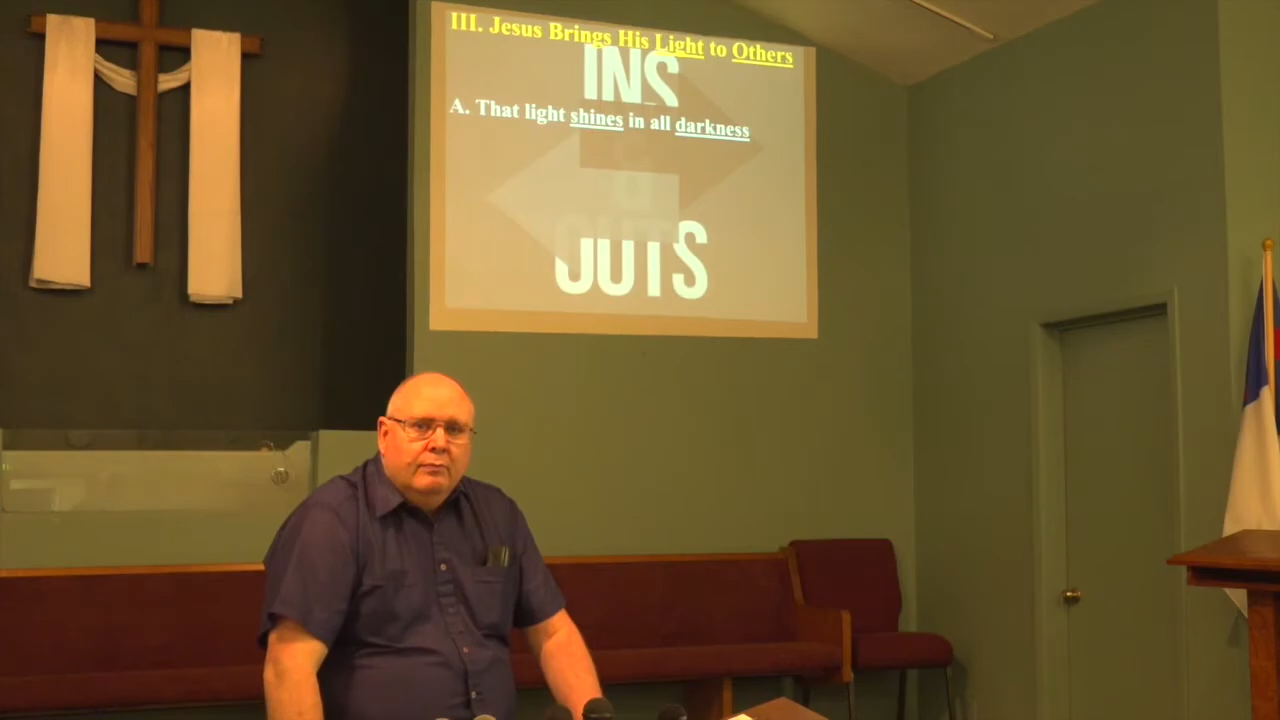 III. Jesus Brings His Light to Others
INS
A. That light shines in all darkness
OUTS